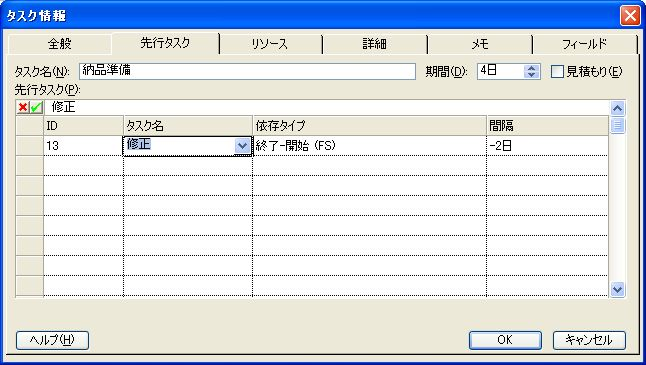 タスク情報
全般 先行タスク リソース 詳細 メモ フィールド
タスク名(N): 納品準備 期間(D): 4日 見積もり(E)
先行タスク(P):
修正
ID タスク名 依存タイプ 間隔
13 修正 終了-開始 (FS) -2日
ヘルプ(H) OK キャンセル